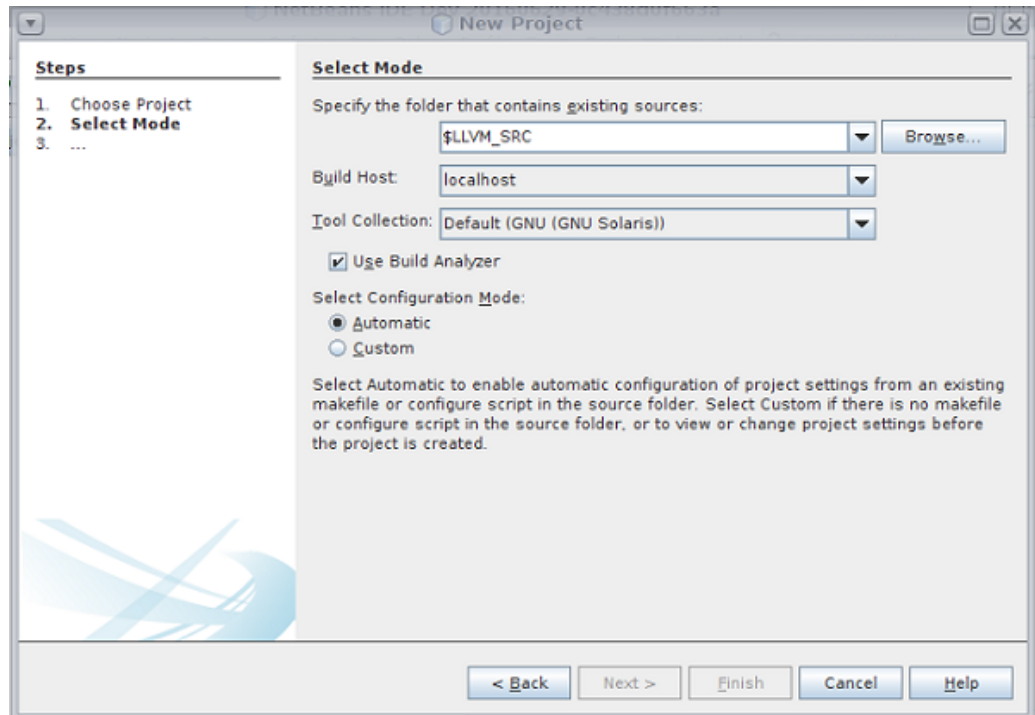 New Project
Steps
1. Choose Project
2. Select Mode
3. ...
Select Mode
Specify the folder that contains existing sources:
$LLVM_SRC
Browse...
Build Host:
localhost
Tool Collection:
Default (GNU (GNU Solaris))
Use Build Analyzer
Select Configuration Mode:
Automatic
Custom
Select Automatic to enable automatic configuration of project settings from an existing
makefile or configure script in the source folder. Select Custom if there is no makefile
or configure script in the source folder, or to view or change project settings before
the project is created.
< Back
Next >
Finish
Cancel
Help